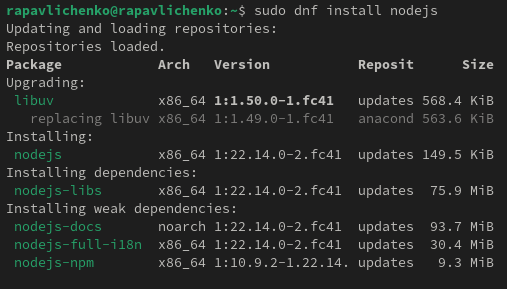 rapavlichenko@rapavlichenko:~$ sudo dnf install nodejs
Updating and loading repositories:
Repositories loaded.
Package Arch Version Reposit Size
Upgrading:
libuv x86_64 1:1.50.0-1.fc41 updates 568.4 KiB
replacing libuv x86_64 1:1.49.0-1.fc41 anacond 563.6 KiB
Installing:
nodejs x86_64 1:22.14.0-2.fc41 updates 149.5 KiB
Installing dependencies:
nodejs-libs x86_64 1:22.14.0-2.fc41 updates 75.9 MiB
Installing weak dependencies:
nodejs-docs noarch 1:22.14.0-2.fc41 updates 93.7 MiB
nodejs-full-i18n x86_64 1:22.14.0-2.fc41 updates 30.4 MiB
nodejs-npm x86_64 1:10.9.2-1.22.14. updates 9.3 MiB